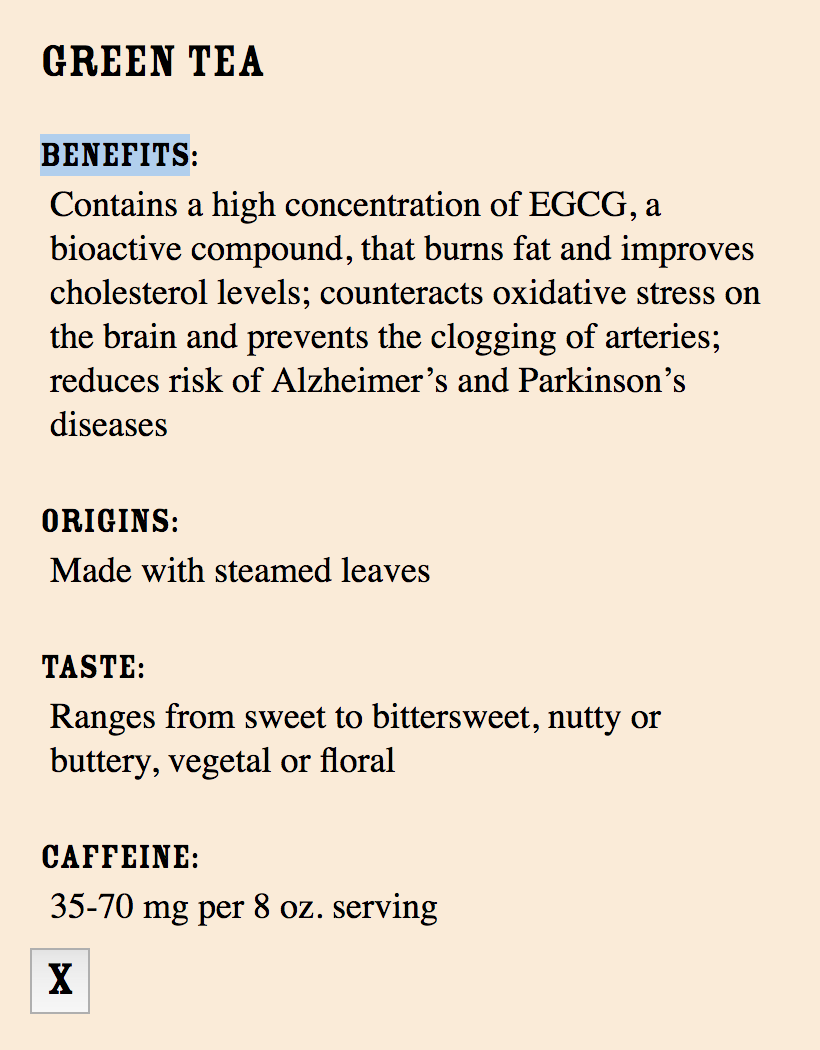 GREEN TEA
BENEFITS:
Contains a high concentration of EGCG, a
bioactive compound, that burns fat and improves
cholesterol levels; counteracts oxidative stress on
the brain and prevents the clogging of arteries;
reduces risk of Alzheimer’s and Parkinson’s
diseases
ORIGINS:
Made with steamed leaves
TASTE:
Ranges from sweet to bittersweet, nutty or
buttery, vegetal or floral
CAFFEINE:
35-70 mg per 8 oz. serving
X